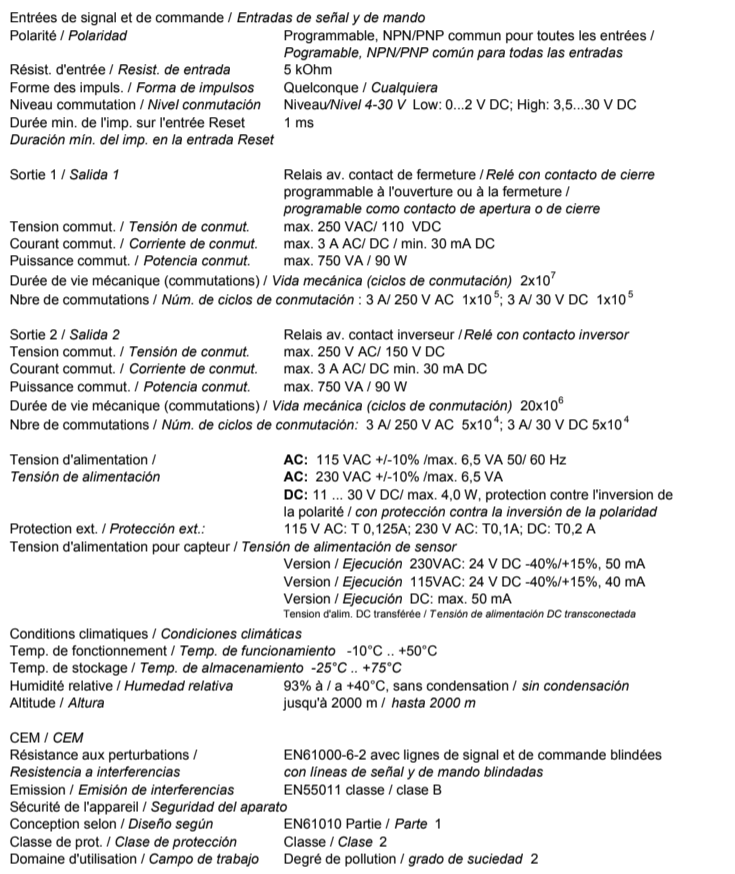 Entrées de signal et de commande / Entradas de señal y de mando
Polarité / Polaridad Programmable, NPN/PNP commun pour toutes les entrées /
Pogramable, NPN/PNP común para todas las entradas
Résist. d'entrée / Resist. de entrada 5 kOhm
Forme des impuls. / Forma de impulsos Quelconque / Cualquiera
Niveau commutation / Nivel conmutación Niveau/Nivel 4-30 V Low: 0...2 V DC; High: 3,5...30 V DC
Durée min. de l'imp. sur l'entrée Reset 1 ms
Duración mín. del imp. en la entrada Reset
Sortie 1 / Salida 1 Relais av. contact de fermeture / Relé con contacto de cierre
programmable à l'ouverture ou à la fermeture /
programable como contacto de apertura o de cierre
Tension commut. / Tensión de conmut. max. 250 VAC/ 110 VDC
Courant commut. / Corriente de conmut. max. 3 A AC/ DC / min. 30 mA DC
Puissance commut. / Potencia conmut. max. 750 VA / 90 W
Durée de vie mécanique (commutations) / Vida mecánica (ciclos de conmutación) 2x10⁷
Nbre de commutations / Núm. de ciclos de conmutación : 3 A/ 250 V AC 1x10⁵; 3 A/ 30 V DC 1x10⁵
Sortie 2 / Salida 2 Relais av. contact inverseur / Relé con contacto inversor
Tension commut. / Tensión de conmut. max. 250 V AC/ 150 V DC
Courant commut. / Corriente de conmut. max. 3 A AC/ DC min. 30 mA DC
Puissance commut. / Potencia conmut. max. 750 VA / 90 W
Durée de vie mécanique (commutations) / Vida mecánica (ciclos de conmutación) 20x10⁶
Nbre de commutations / Núm. de ciclos de conmutación: 3 A/ 250 V AC 5x10⁴; 3 A/ 30 V DC 5x10⁴
Tension d'alimentation / AC: 115 VAC +/-10% /max. 6,5 VA 50/ 60 Hz
Tensión de alimentación AC: 230 VAC +/-10% /max. 6,5 VA
DC: 11 ... 30 V DC/ max. 4,0 W, protection contre l'inversion de
la polarité / con protección contra la inversión de la polaridad
Protection ext. / Protección ext.: 115 V AC: T 0,125A; 230 V AC: T0,1A; DC: T0,2 A
Tension d'alimentation pour capteur / Tensión de alimentación de sensor
Version / Ejecución 230VAC: 24 V DC -40%/+15%, 50 mA
Version / Ejecución 115VAC: 24 V DC -40%/+15%, 40 mA
Version / Ejecución DC: max. 50 mA
Tension d'alim. DC transférée / Tensión de alimentación DC transconectada
Conditions climatiques / Condiciones climáticas
Temp. de fonctionnement / Temp. de funcionamiento -10°C .. +50°C
Temp. de stockage / Temp. de almacenamiento -25°C .. +75°C
Humidité relative / Humedad relativa 93% à / a +40°C, sans condensation / sin condensación
Altitude / Altura jusqu'à 2000 m / hasta 2000 m
CEM / CEM
Résistance aux perturbations / EN61000-6-2 avec lignes de signal et de commande blindées
Resistencia a interferencias con líneas de señal y de mando blindadas
Emission / Emisión de interferencias EN55011 classe / clase B
Sécurité de l'appareil / Seguridad del aparato
Conception selon / Diseño según EN61010 Partie / Parte 1
Classe de prot. / Clase de protección Classe / Clase 2
Domaine d'utilisation / Campo de trabajo Degré de pollution / grado de suciedad 2